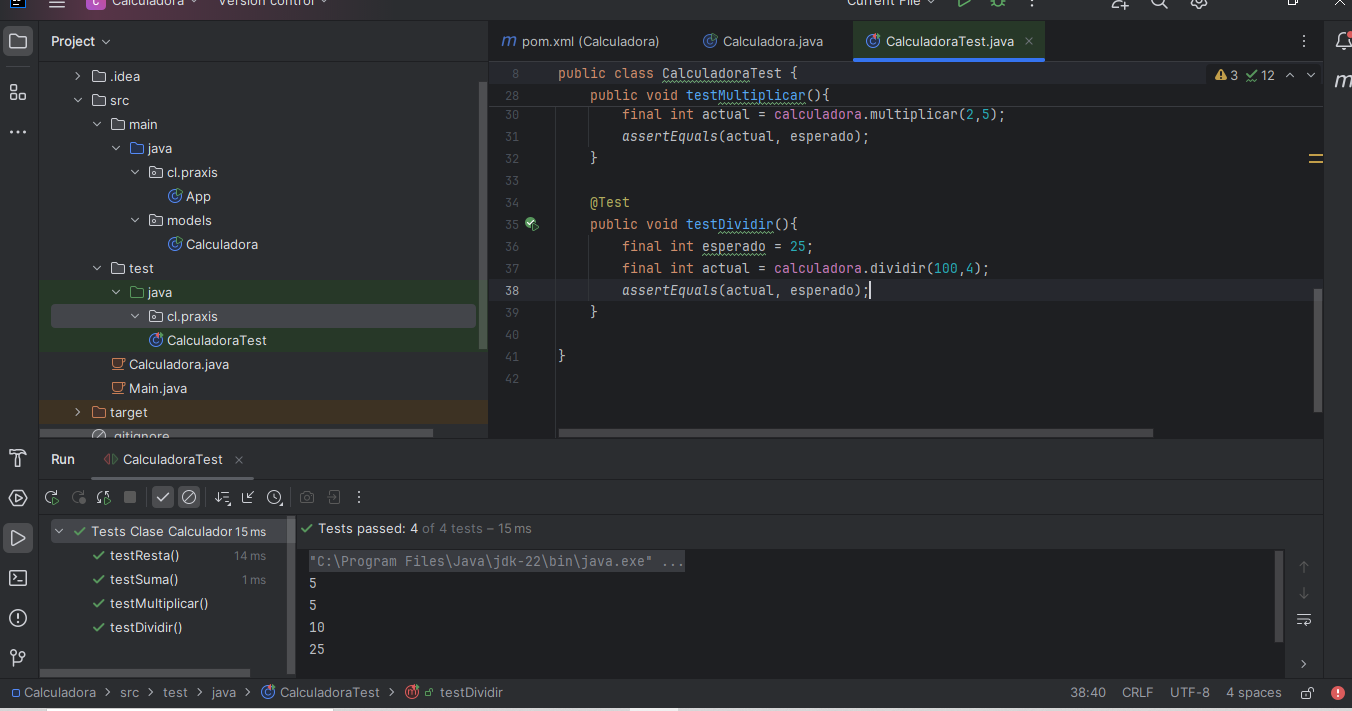 C Calculadora Version control Current File
Project
pom.xml (Calculadora) Calculadora.java CalculadoraTest.java
.idea
src
main
java
cl.praxis
App
models
Calculadora
test
java
cl.praxis
CalculadoraTest
Calculadora.java
Main.java
target
.gitignore
3 12
8 public class CalculadoraTest {
28 public void testMultiplicar(){
30 final int actual = calculadora.multiplicar(2,5);
31 assertEquals(actual, esperado);
32 }
33
34 @Test
35 public void testDividir(){
36 final int esperado = 25;
37 final int actual = calculadora.dividir(100,4);
38 assertEquals(actual, esperado);
39 }
40
41 }
42
Run CalculadoraTest
Tests Clase Calculador 15 ms
testResta() 14 ms
testSuma() 1 ms
testMultiplicar()
testDividir()
Tests passed: 4 of 4 tests – 15 ms
"C:\Program Files\Java\jdk-22\bin\java.exe" ...
5
5
10
25
Calculadora > src > test > java > CalculadoraTest > testDividir 38:40 CRLF UTF-8 4 spaces